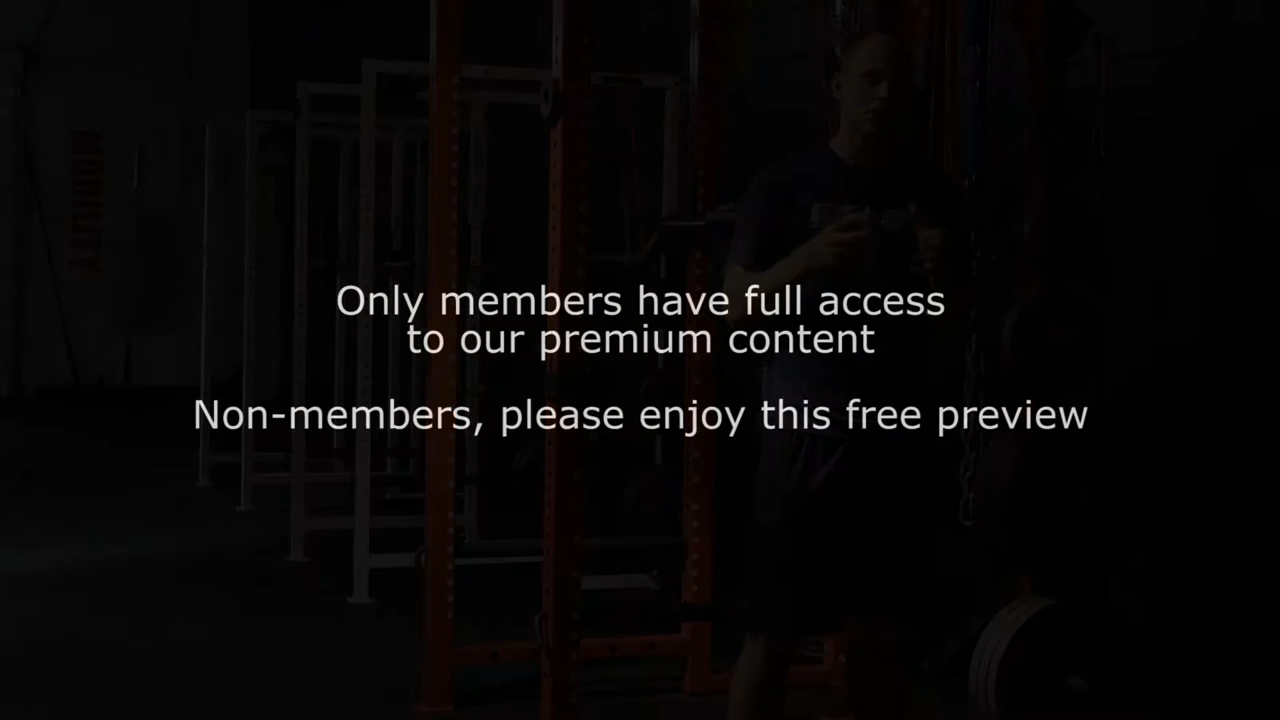 Only members have full access
to our premium content
Non-members, please enjoy this free preview